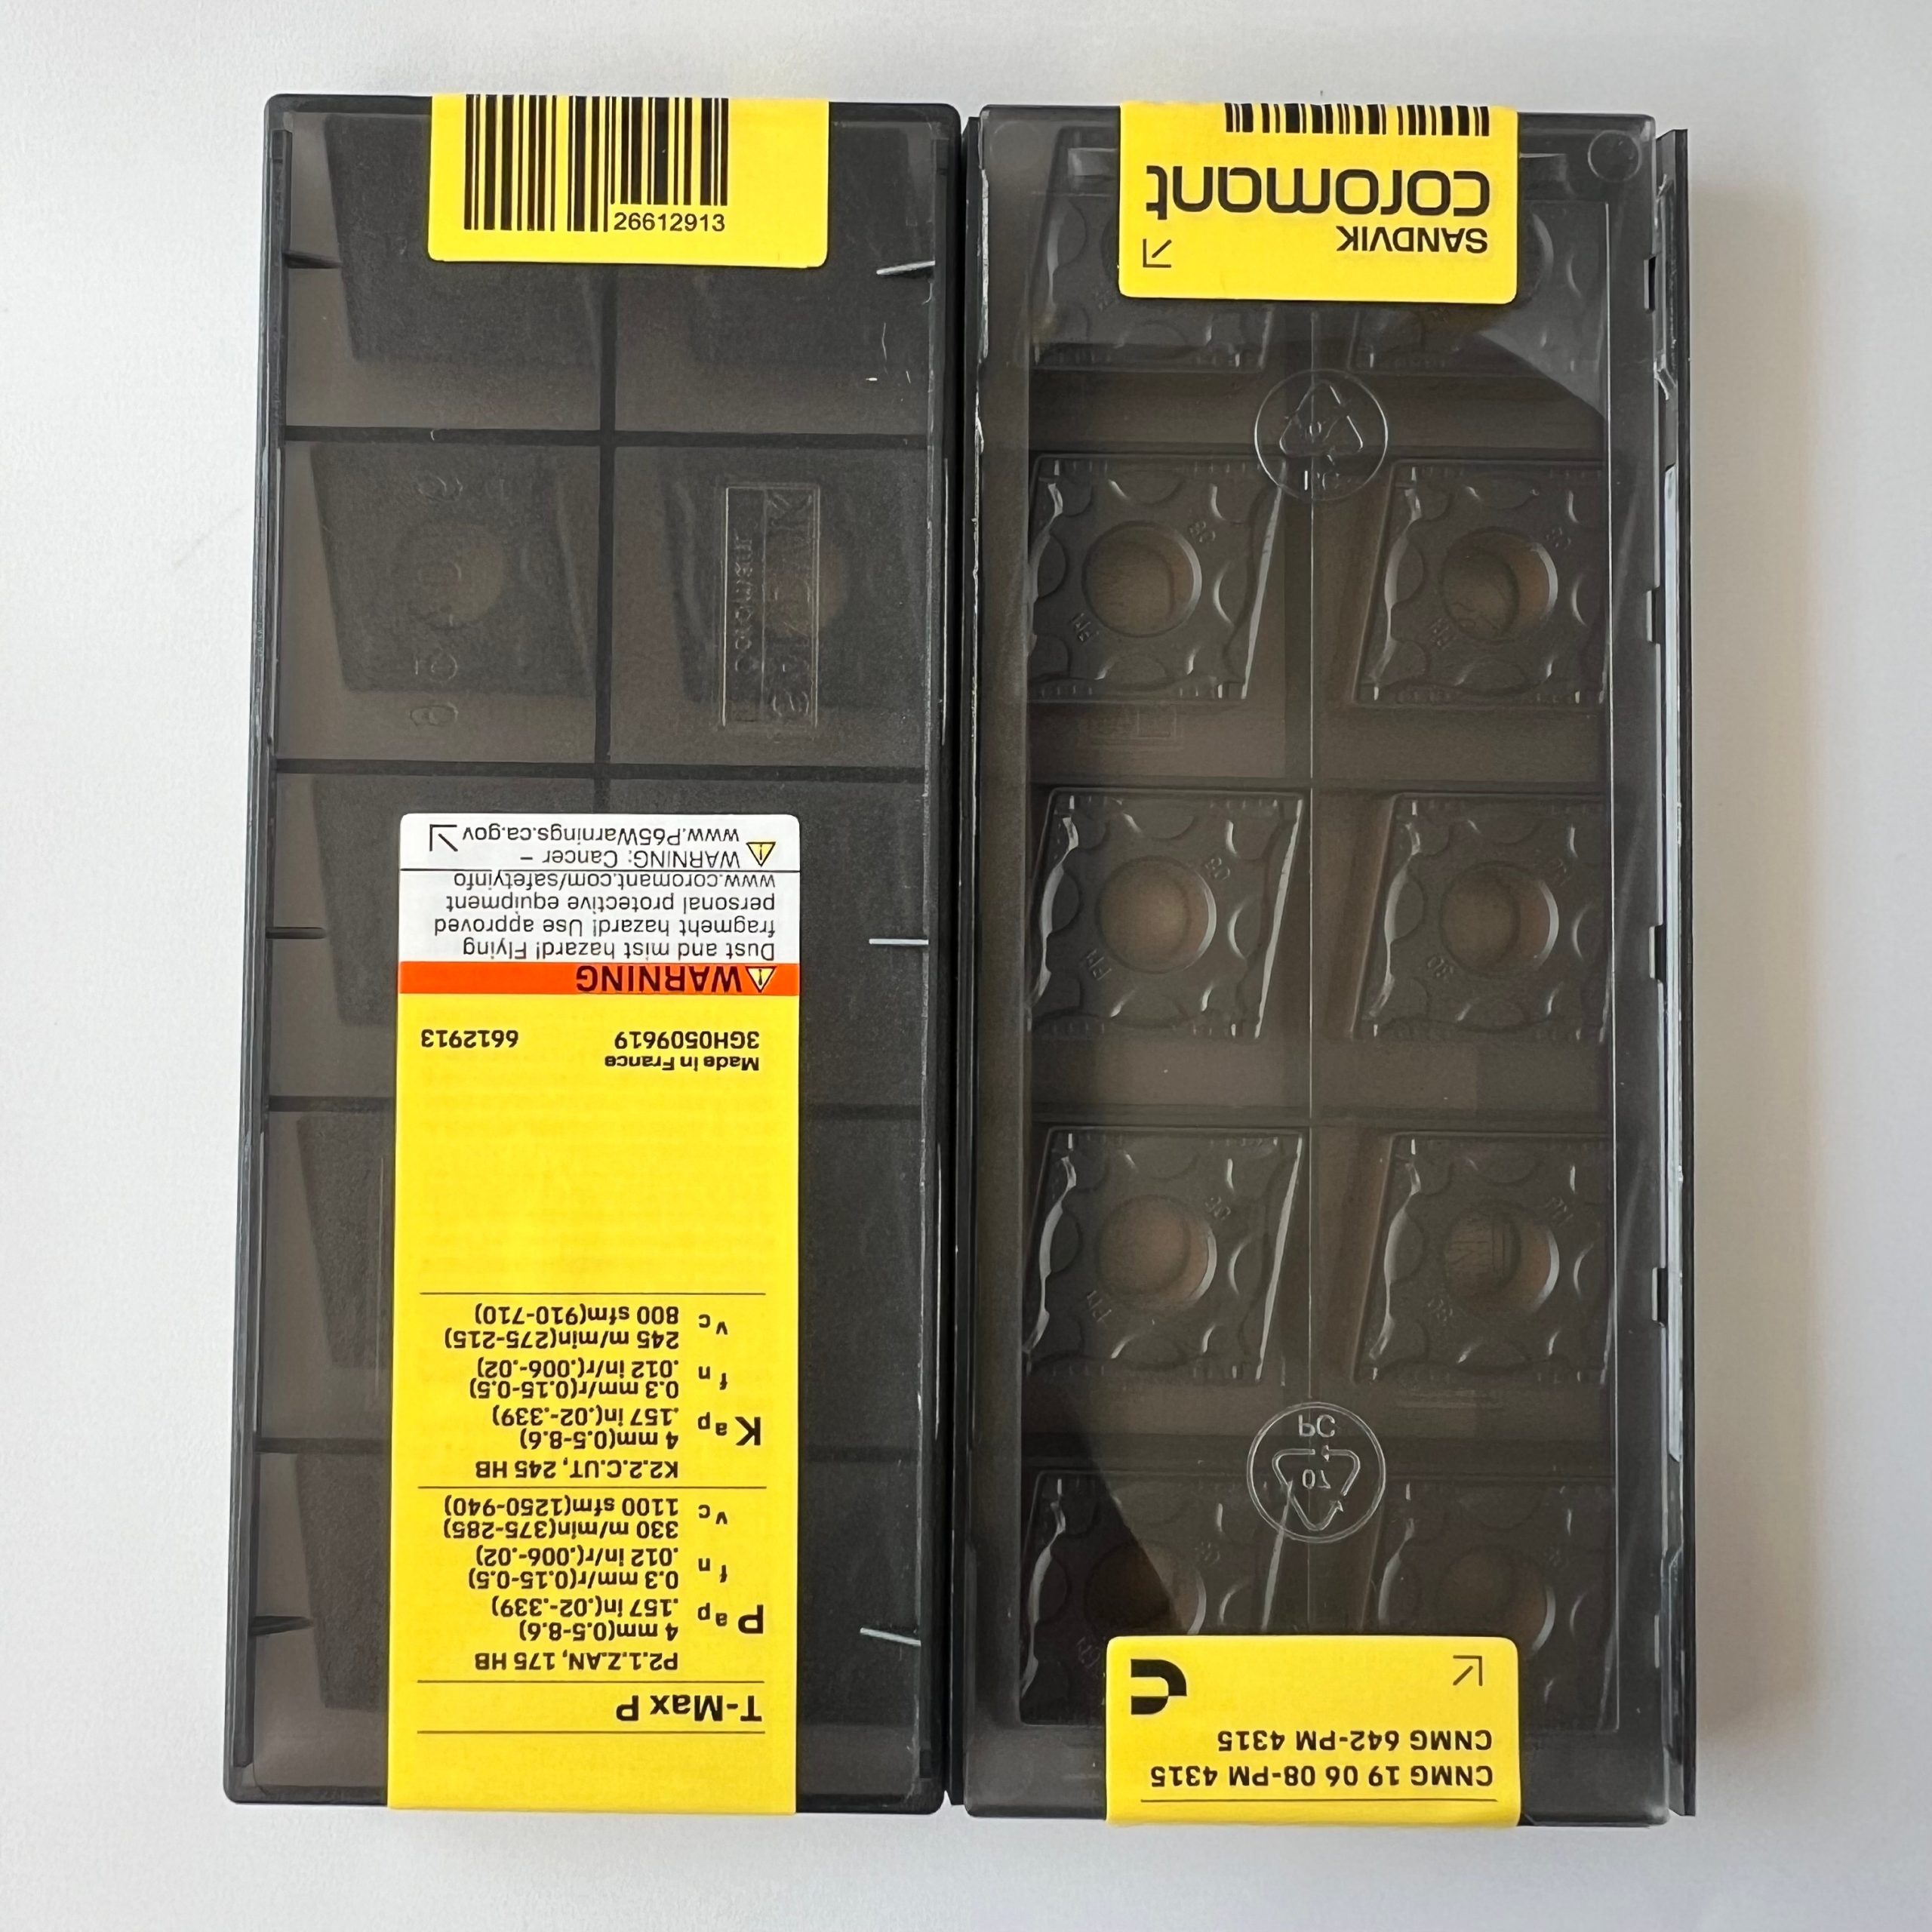 26612913
T-Max P
P2.1.Z.AN, 175 HB
P ap 4 mm(0.5-8.6)
.157 in(.02-.339)
fn 0.3 mm/r(0.15-0.5)
.012 in/r(.006-.02)
vc 330 m/min(375-285)
1100 sfm(1250-940)
K2.2.C.UT, 245 HB
K ap 4 mm(0.5-8.6)
.157 in(.02-.339)
fn 0.3 mm/r(0.15-0.5)
.012 in/r(.006-.02)
vc 245 m/min(275-215)
800 sfm(910-710)
Made in France
3GH0509619 6612913
WARNING
Dust and mist hazard! Flying
fragment hazard! Use approved
personal protective equipment
www.coromant.com/safetyinfo
WARNING: Cancer –
www.P65Warnings.ca.gov
CNMG 19 06 08-PM 4315
CNMG 642-PM 4315
07
PC
PM
SANDVIK
coromant